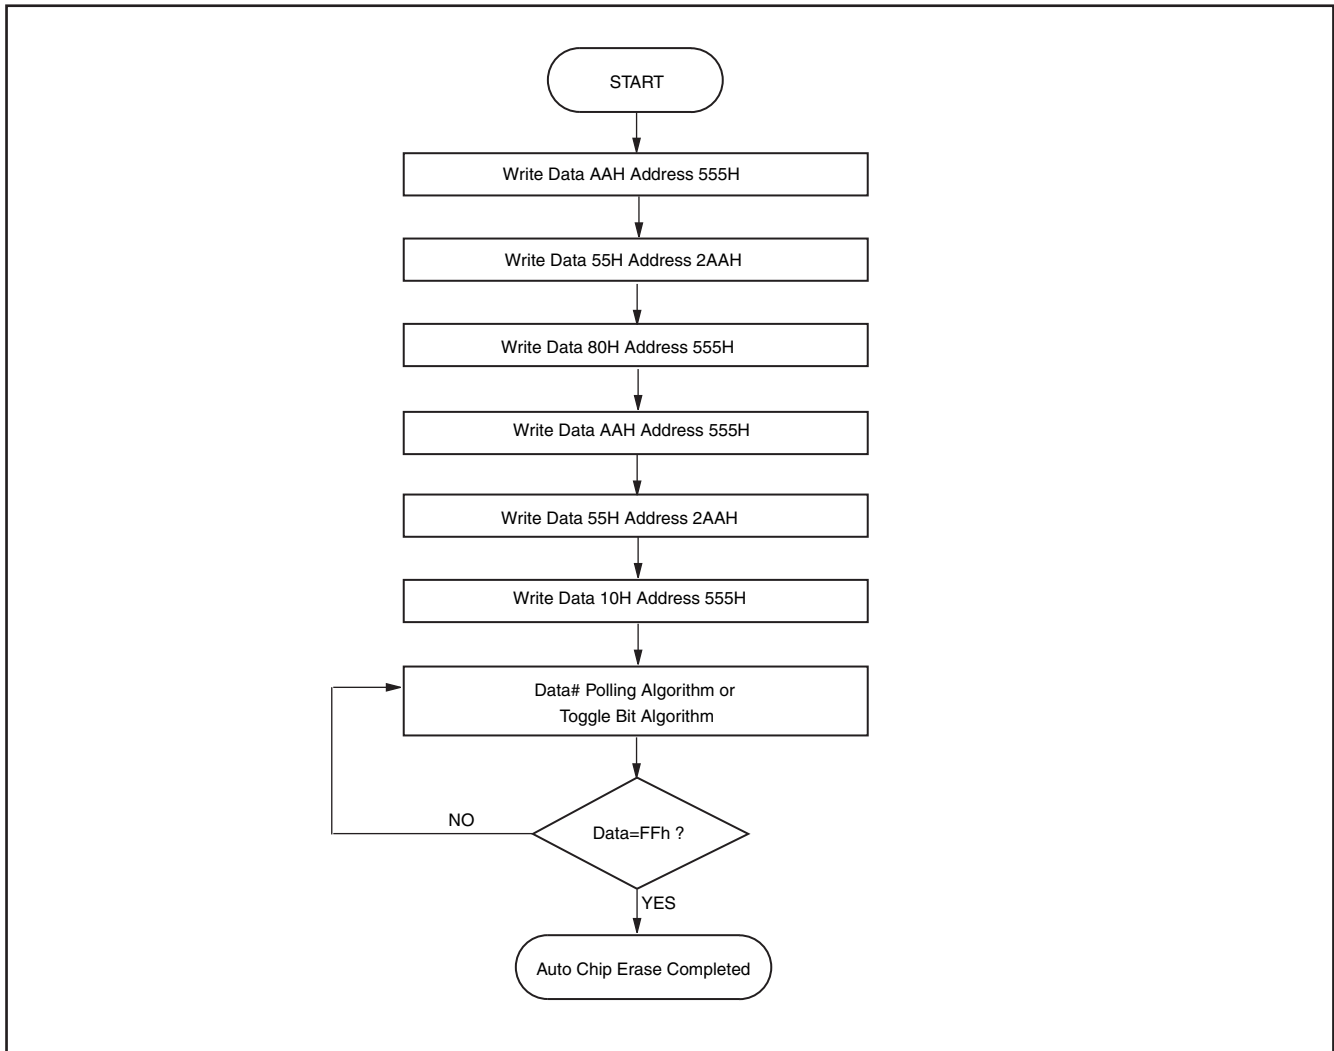 START
Write Data AAH Address 555H
Write Data 55H Address 2AAH
Write Data 80H Address 555H
Write Data AAH Address 555H
Write Data 55H Address 2AAH
Write Data 10H Address 555H
Data# Polling Algorithm or
Toggle Bit Algorithm
NO
Data=FFh ?
YES
Auto Chip Erase Completed